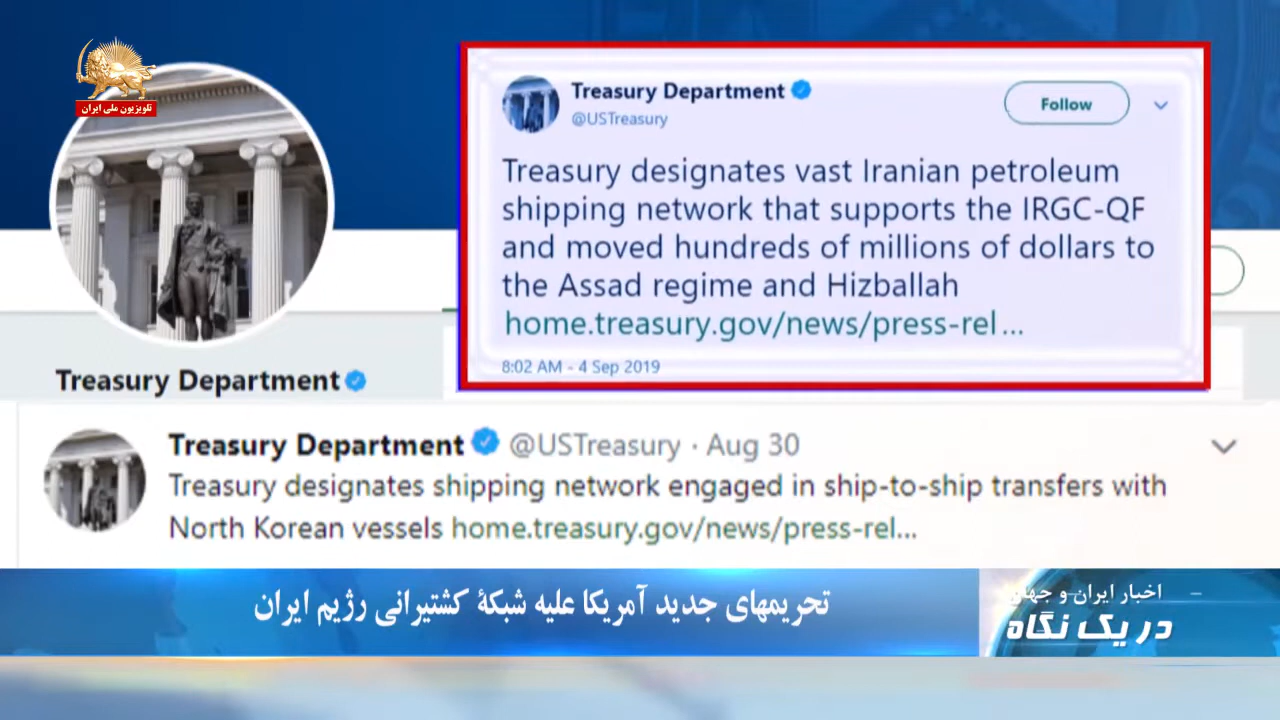 تلویزیون ملی ایران
Treasury Department
@USTreasury
Follow
Treasury designates vast Iranian petroleum
shipping network that supports the IRGC-QF
and moved hundreds of millions of dollars to
the Assad regime and Hizballah
home.treasury.gov/news/press-rel...
8:02 AM - 4 Sep 2019
Treasury Department
Treasury Department @USTreasury · Aug 30
Treasury designates shipping network engaged in ship-to-ship transfers with
North Korean vessels home.treasury.gov/news/press-rel...
تحریمهای جدید آمریکا علیه شبکهٔ کشتیرانی رژیم ایران
اخبار ایران و جهان
در یک نگاه